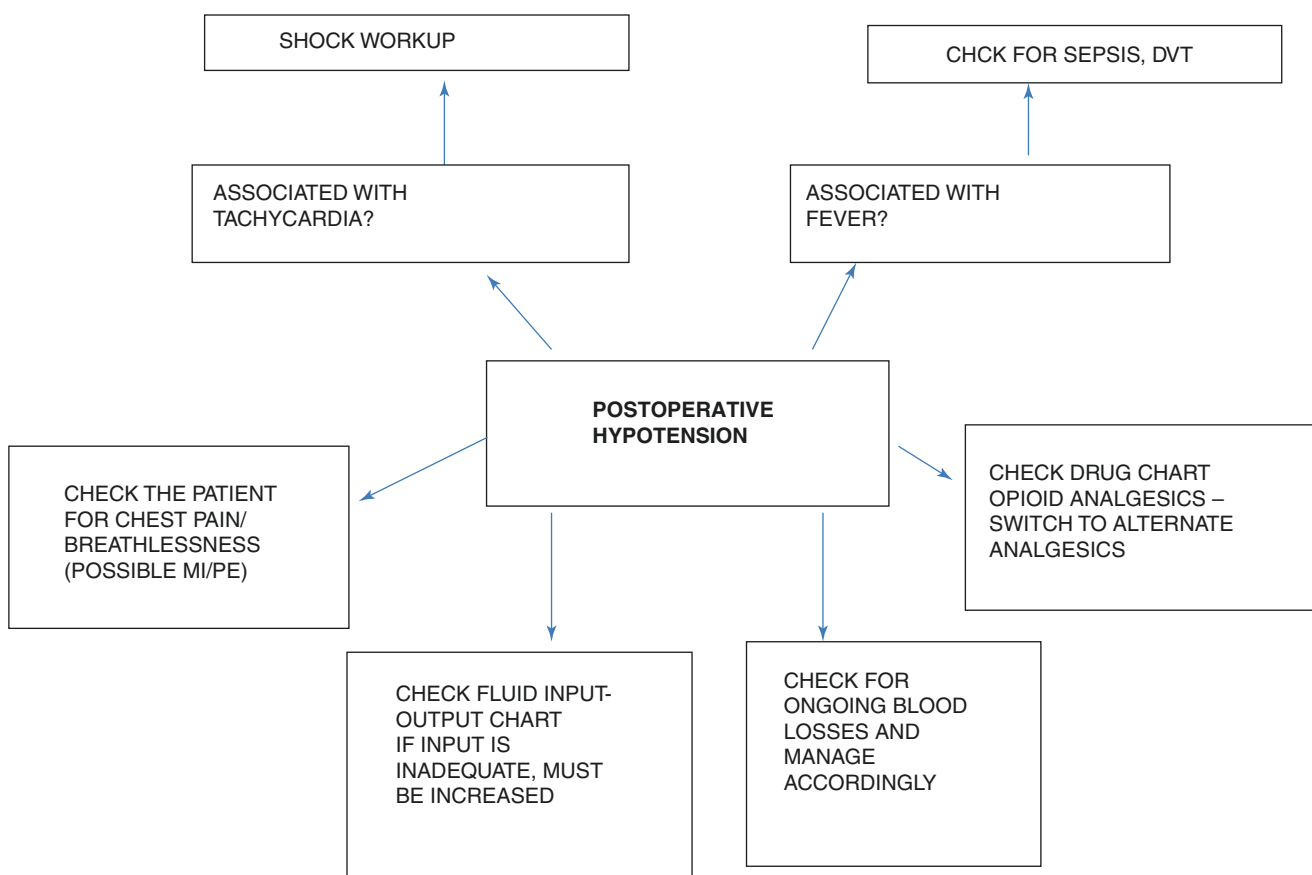 SHOCK WORKUP
CHCK FOR SEPSIS, DVT
ASSOCIATED WITH
TACHYCARDIA?
ASSOCIATED WITH
FEVER?
POSTOPERATIVE
HYPOTENSION
CHECK THE PATIENT
FOR CHEST PAIN/
BREATHLESSNESS
(POSSIBLE MI/PE)
CHECK DRUG CHART
OPIOID ANALGESICS –
SWITCH TO ALTERNATE
ANALGESICS
CHECK FLUID INPUT-
OUTPUT CHART
IF INPUT IS
INADEQUATE, MUST
BE INCREASED
CHECK FOR
ONGOING BLOOD
LOSSES AND
MANAGE
ACCORDINGLY